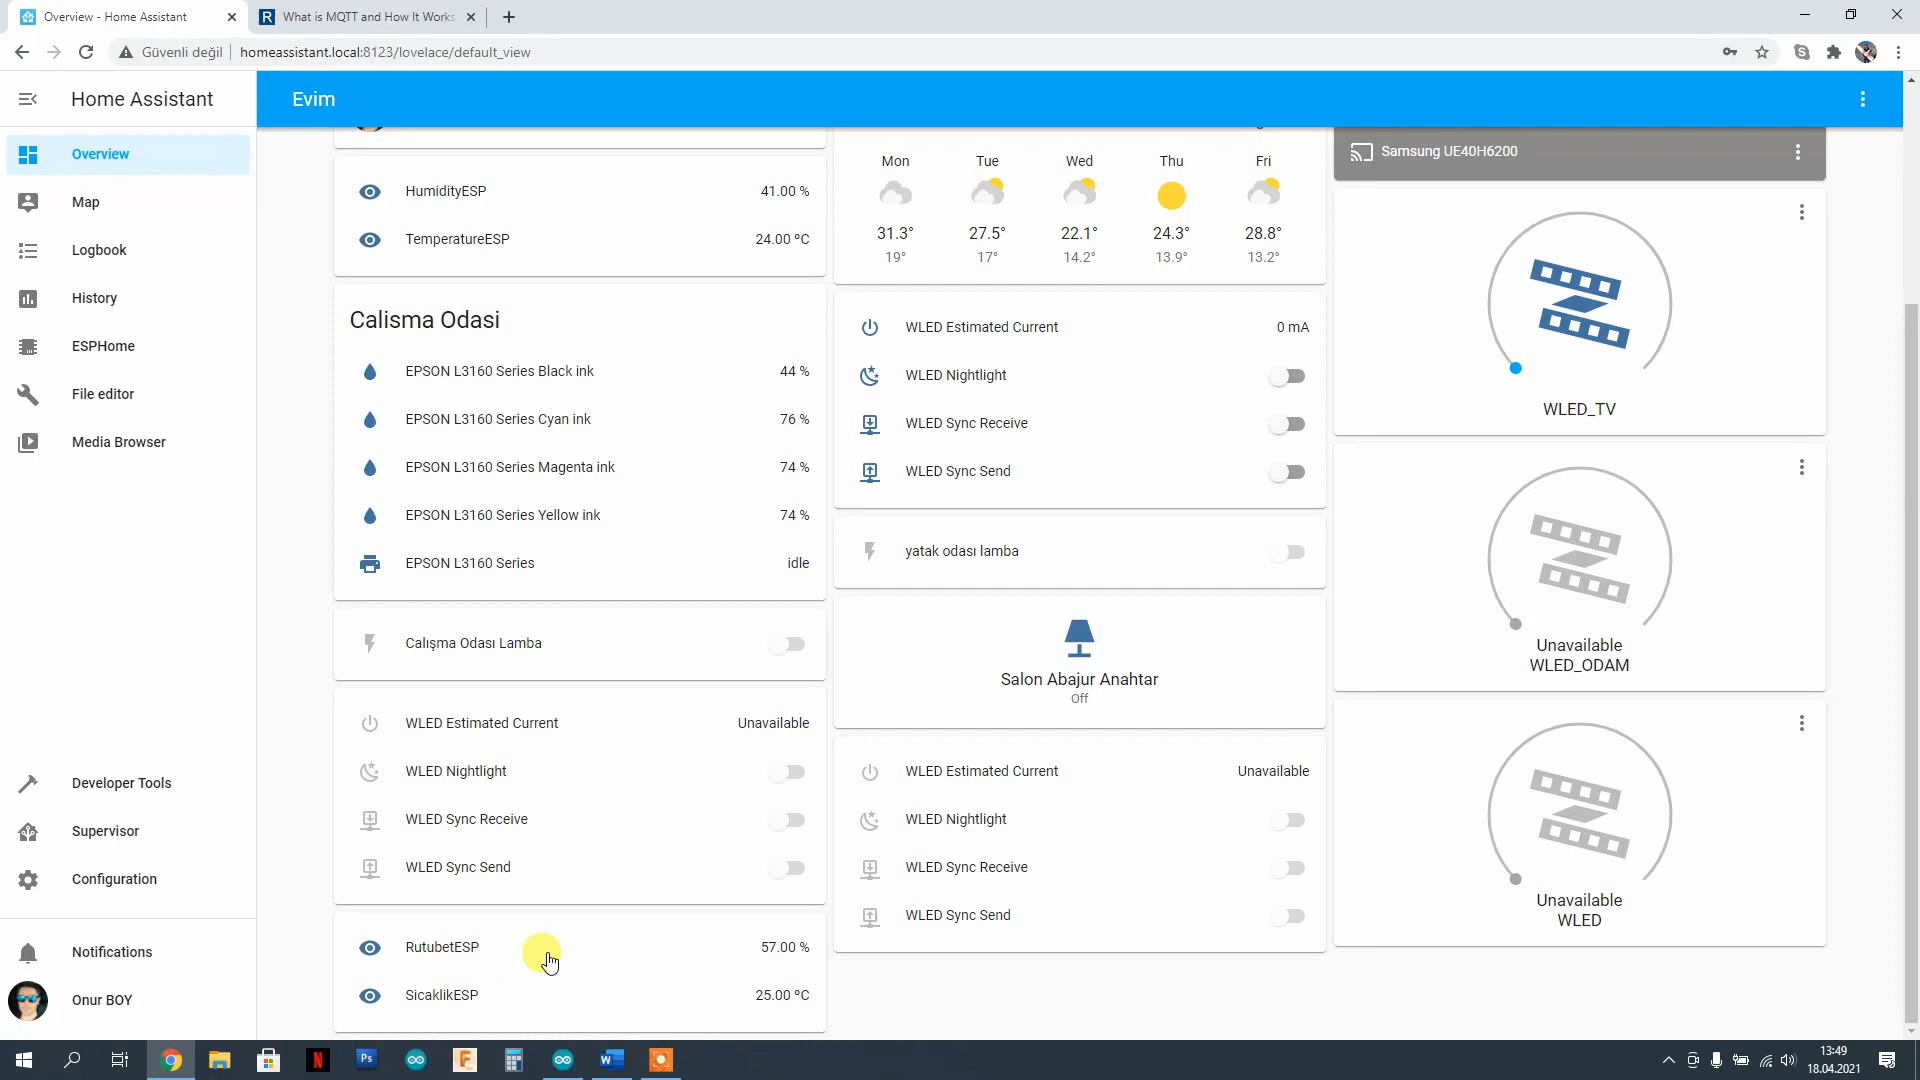 Overview - Home Assistant
What is MQTT and How It Works
Güvenli değil
homeassistant.local:8123/lovelace/default_view
Home Assistant
Evim
Overview
Map
Logbook
History
ESPHome
File editor
Media Browser
Developer Tools
Supervisor
Configuration
Notifications
Onur BOY
HumidityESP 41.00 %
TemperatureESP 24.00 °C
Calisma Odasi
EPSON L3160 Series Black ink 44 %
EPSON L3160 Series Cyan ink 76 %
EPSON L3160 Series Magenta ink 74 %
EPSON L3160 Series Yellow ink 74 %
EPSON L3160 Series idle
Calışma Odası Lamba
WLED Estimated Current Unavailable
WLED Nightlight
WLED Sync Receive
WLED Sync Send
RutubetESP 57.00 %
SicaklikESP 25.00 °C
Mon Tue Wed Thu Fri
31.3° 27.5° 22.1° 24.3° 28.8°
19° 17° 14.2° 13.9° 13.2°
WLED Estimated Current 0 mA
WLED Nightlight
WLED Sync Receive
WLED Sync Send
yatak odası lamba
Salon Abajur Anahtar
Off
WLED Estimated Current Unavailable
WLED Nightlight
WLED Sync Receive
WLED Sync Send
Samsung UE40H6200
WLED_TV
Unavailable
WLED_ODAM
Unavailable
WLED
13:49
18.04.2021